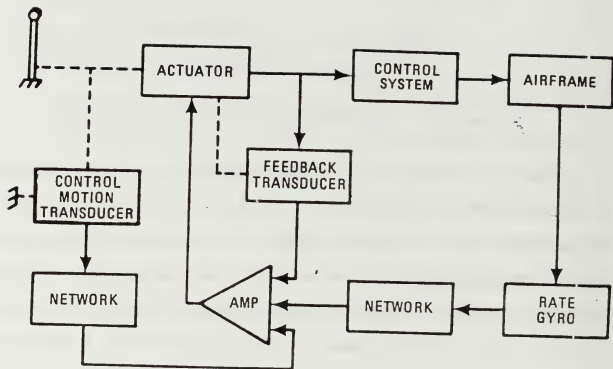 ACTUATOR
CONTROL
SYSTEM
AIRFRAME
CONTROL
MOTION
TRANSDUCER
FEEDBACK
TRANSDUCER
NETWORK
AMP
NETWORK
RATE
GYRO